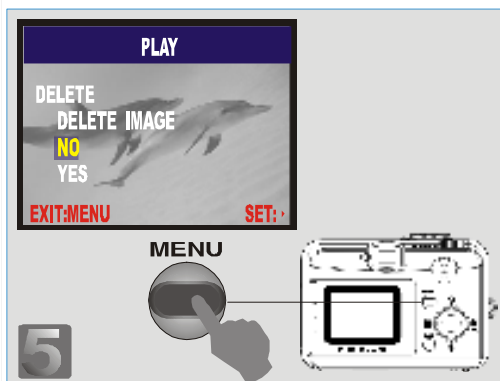 PLAY
DELETE
DELETE IMAGE
NO
YES
EXIT:MENU SET:
MENU
5